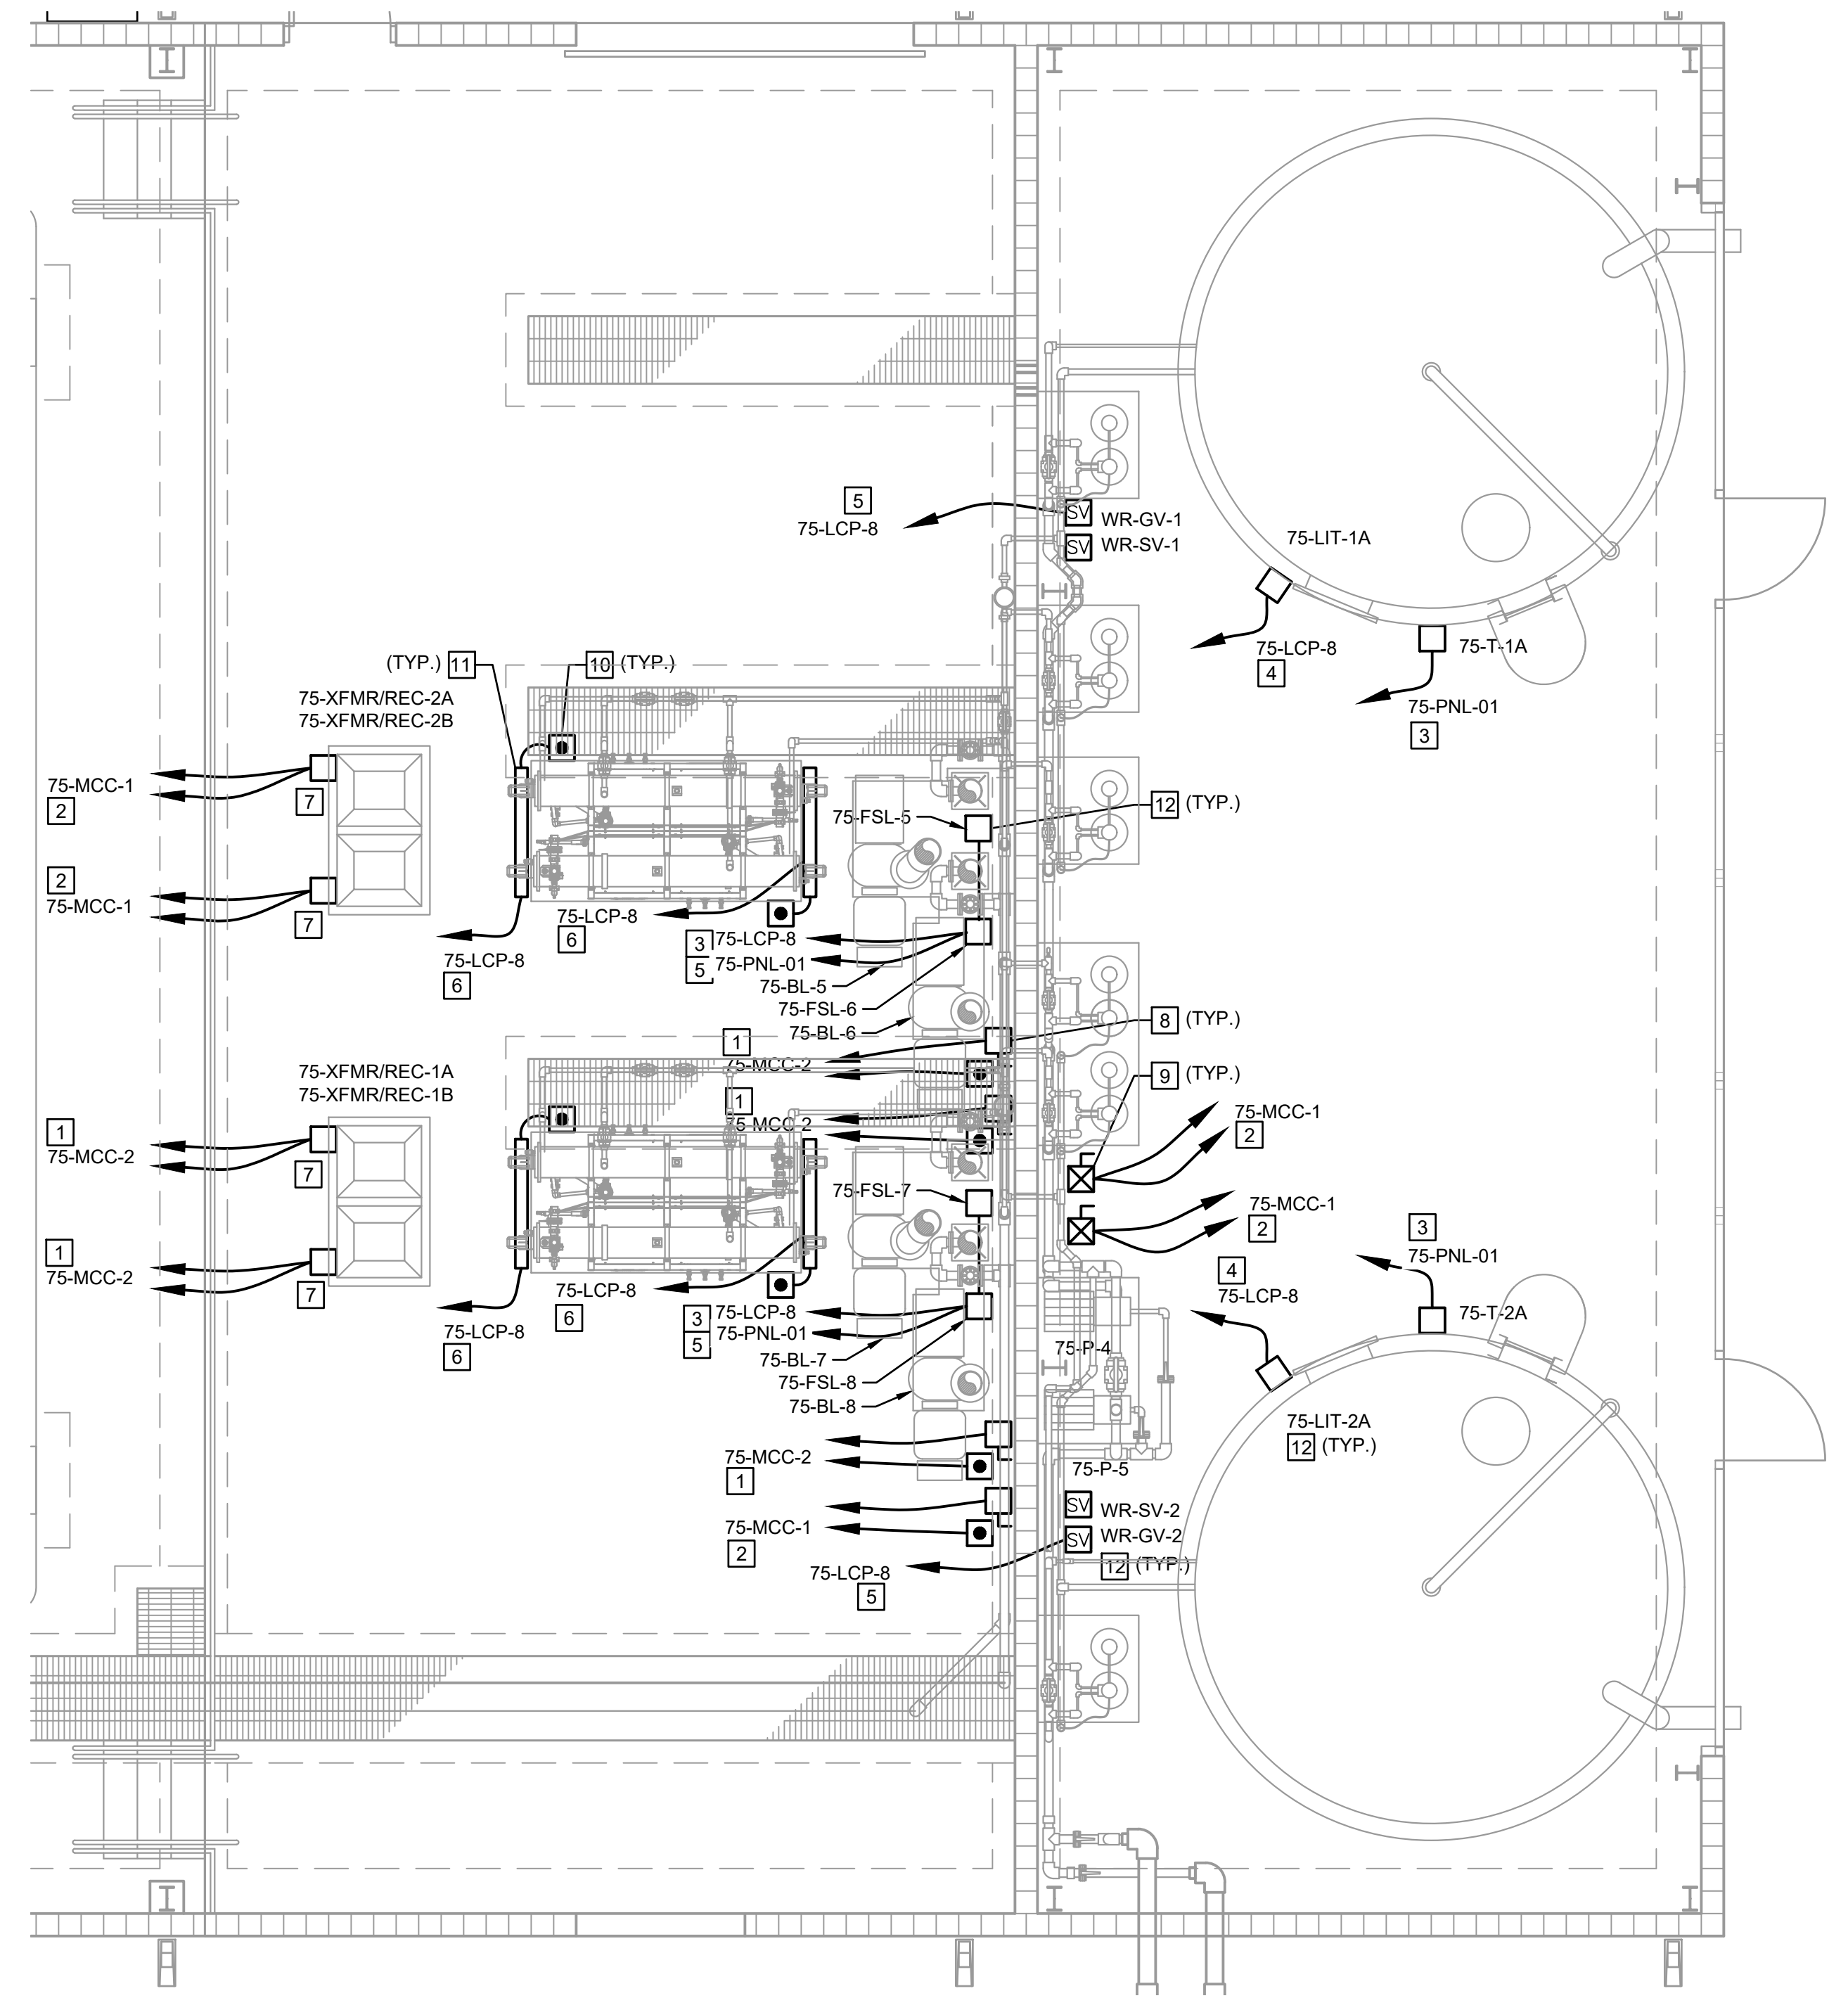 5
75-LCP-8
SV
WR-GV-1
SV
WR-SV-1
75-LIT-1A
75-LCP-8
4
75-T-1A
75-PNL-01
3
(TYP.) 11
10 (TYP.)
75-XFMR/REC-2A
75-XFMR/REC-2B
75-MCC-1
2
7
2
75-MCC-1
7
75-LCP-8
6
75-LCP-8
6
75-FSL-5
12 (TYP.)
3 75-LCP-8
5 75-PNL-01
75-BL-5
75-FSL-6
75-BL-6
8 (TYP.)
1
75-MCC-2
1
75-MCC-2
9 (TYP.)
75-MCC-1
2
75-MCC-1
2
75-XFMR/REC-1A
75-XFMR/REC-1B
1
75-MCC-2
7
1
75-MCC-2
7
75-LCP-8
6
75-LCP-8
6
75-FSL-7
3 75-LCP-8
5 75-PNL-01
75-BL-7
75-FSL-8
75-BL-8
3
75-PNL-01
4
75-LCP-8
75-T-2A
75-P-4
75-LIT-2A
12 (TYP.)
75-P-5
75-MCC-2
1
75-MCC-1
2
SV
WR-SV-2
SV
WR-GV-2
12 (TYP.)
75-LCP-8
5